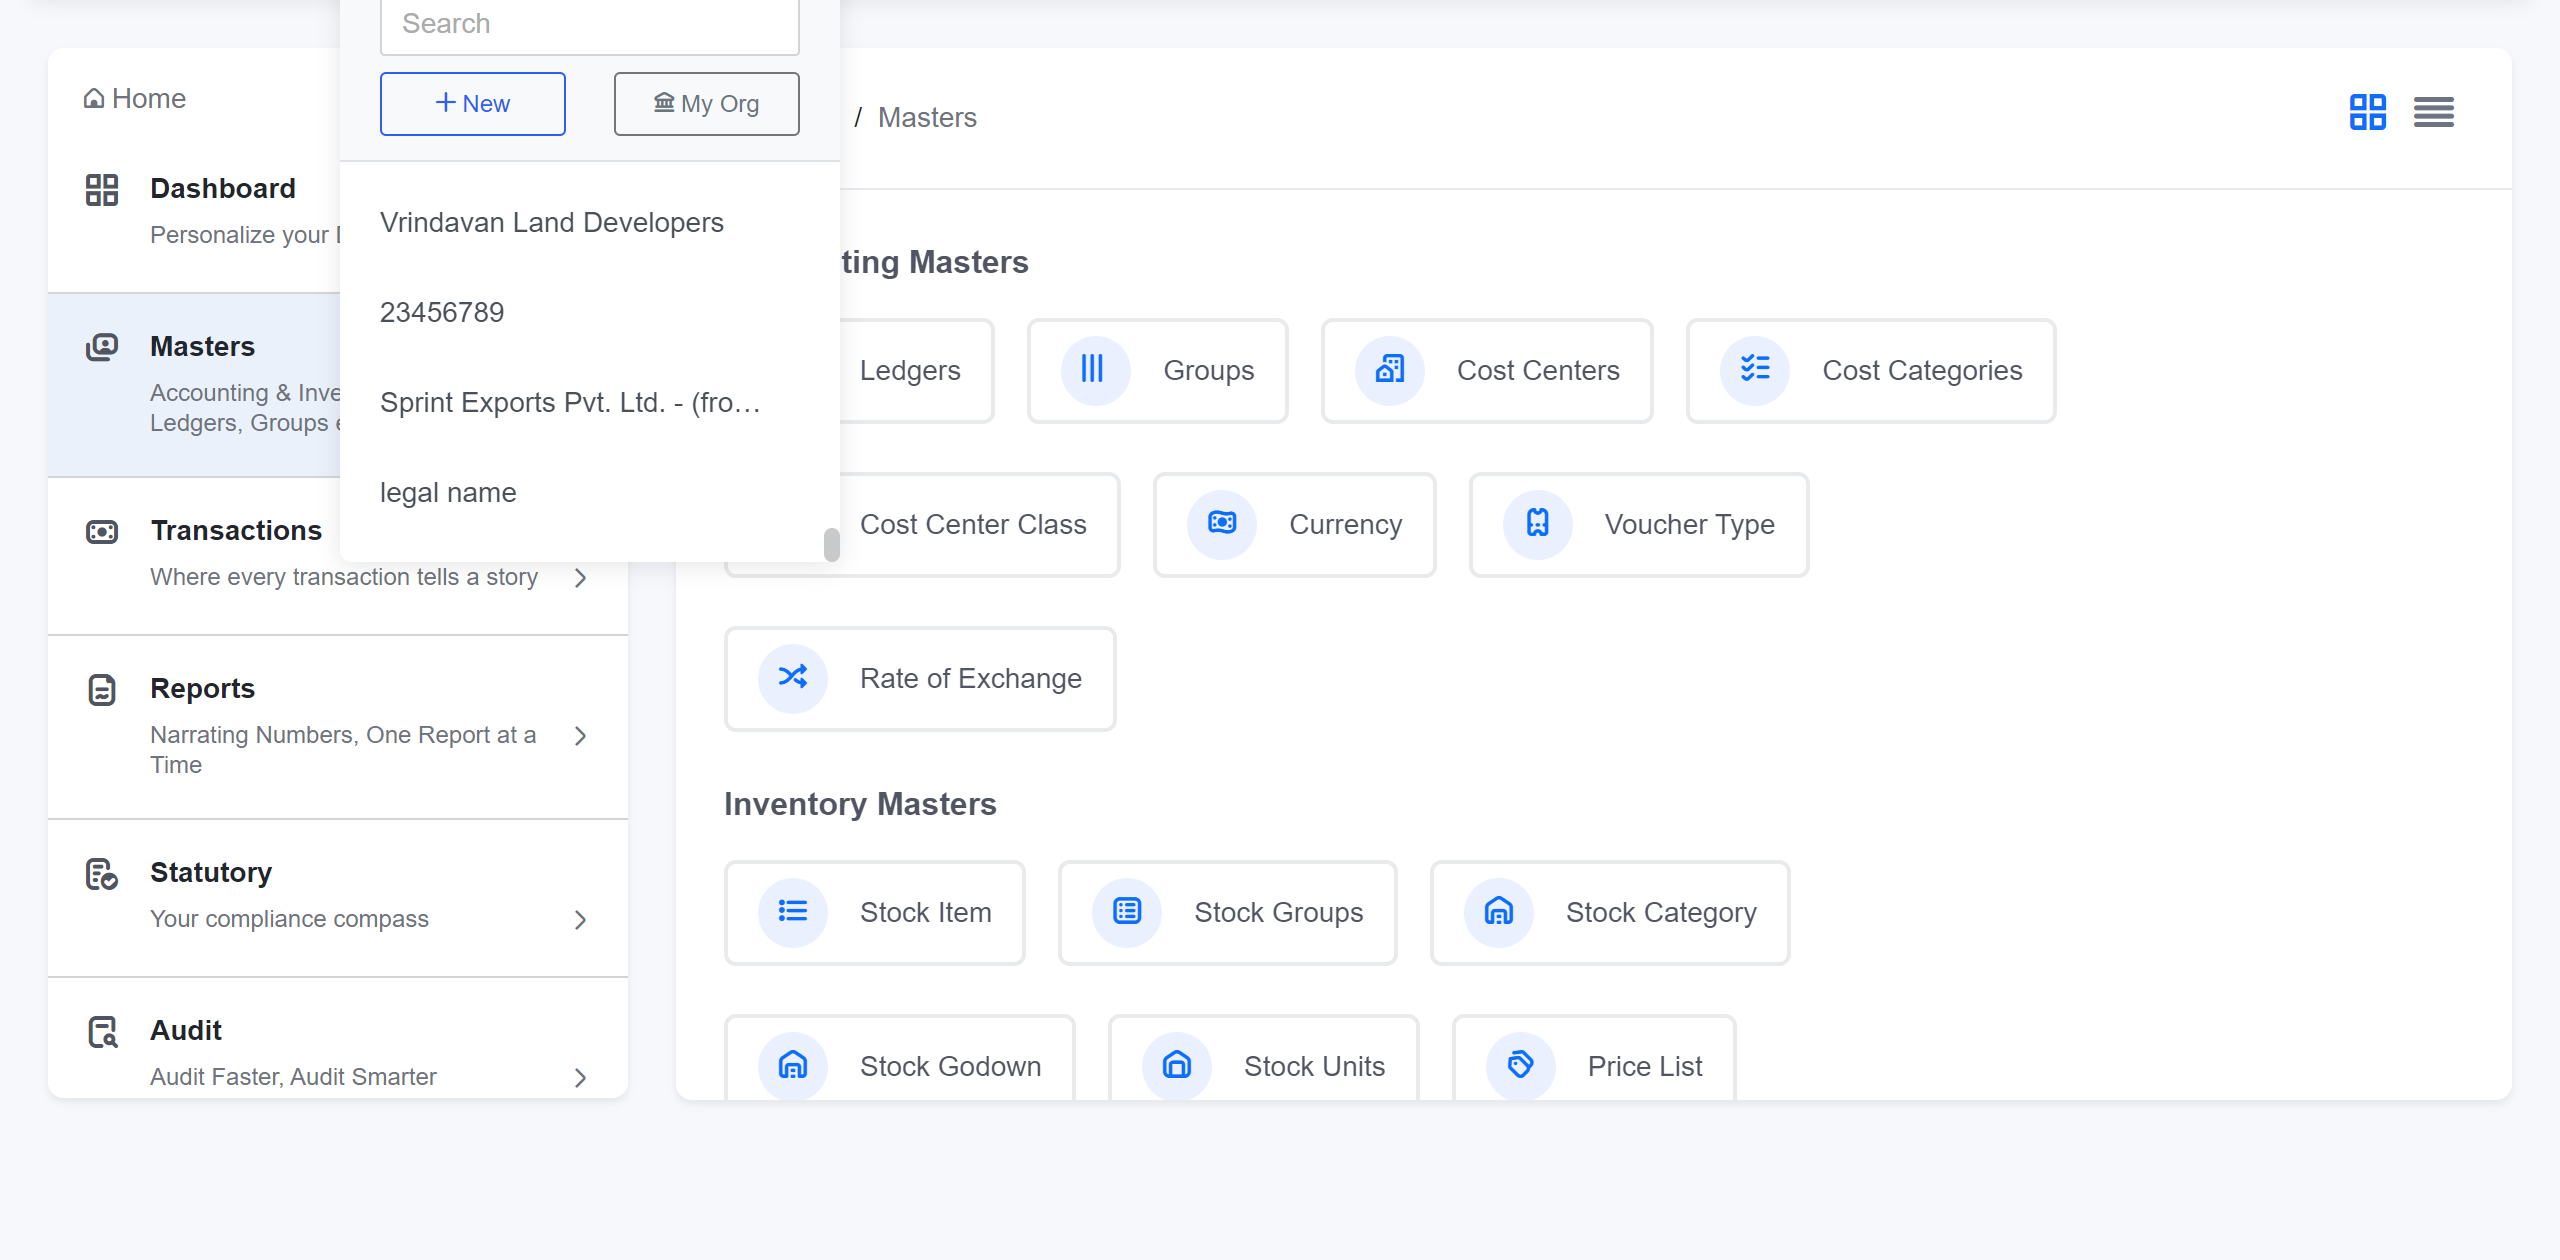 Search
New
My Org
Vrindavan Land Developers
23456789
Sprint Exports Pvt. Ltd. - (fro...
legal name
Home
Dashboard
Personalize your
Masters
Accounting &
Ledgers, Groups
Transactions
Where every transaction tells a story
Reports
Narrating Numbers, One Report at a
Time
Statutory
Your compliance compass
Audit
Audit Faster, Audit Smarter
/ Masters
Masters
Ledgers
Groups
Cost Centers
Cost Categories
Cost Center Class
Currency
Voucher Type
Rate of Exchange
Inventory Masters
Stock Item
Stock Groups
Stock Category
Stock Godown
Stock Units
Price List